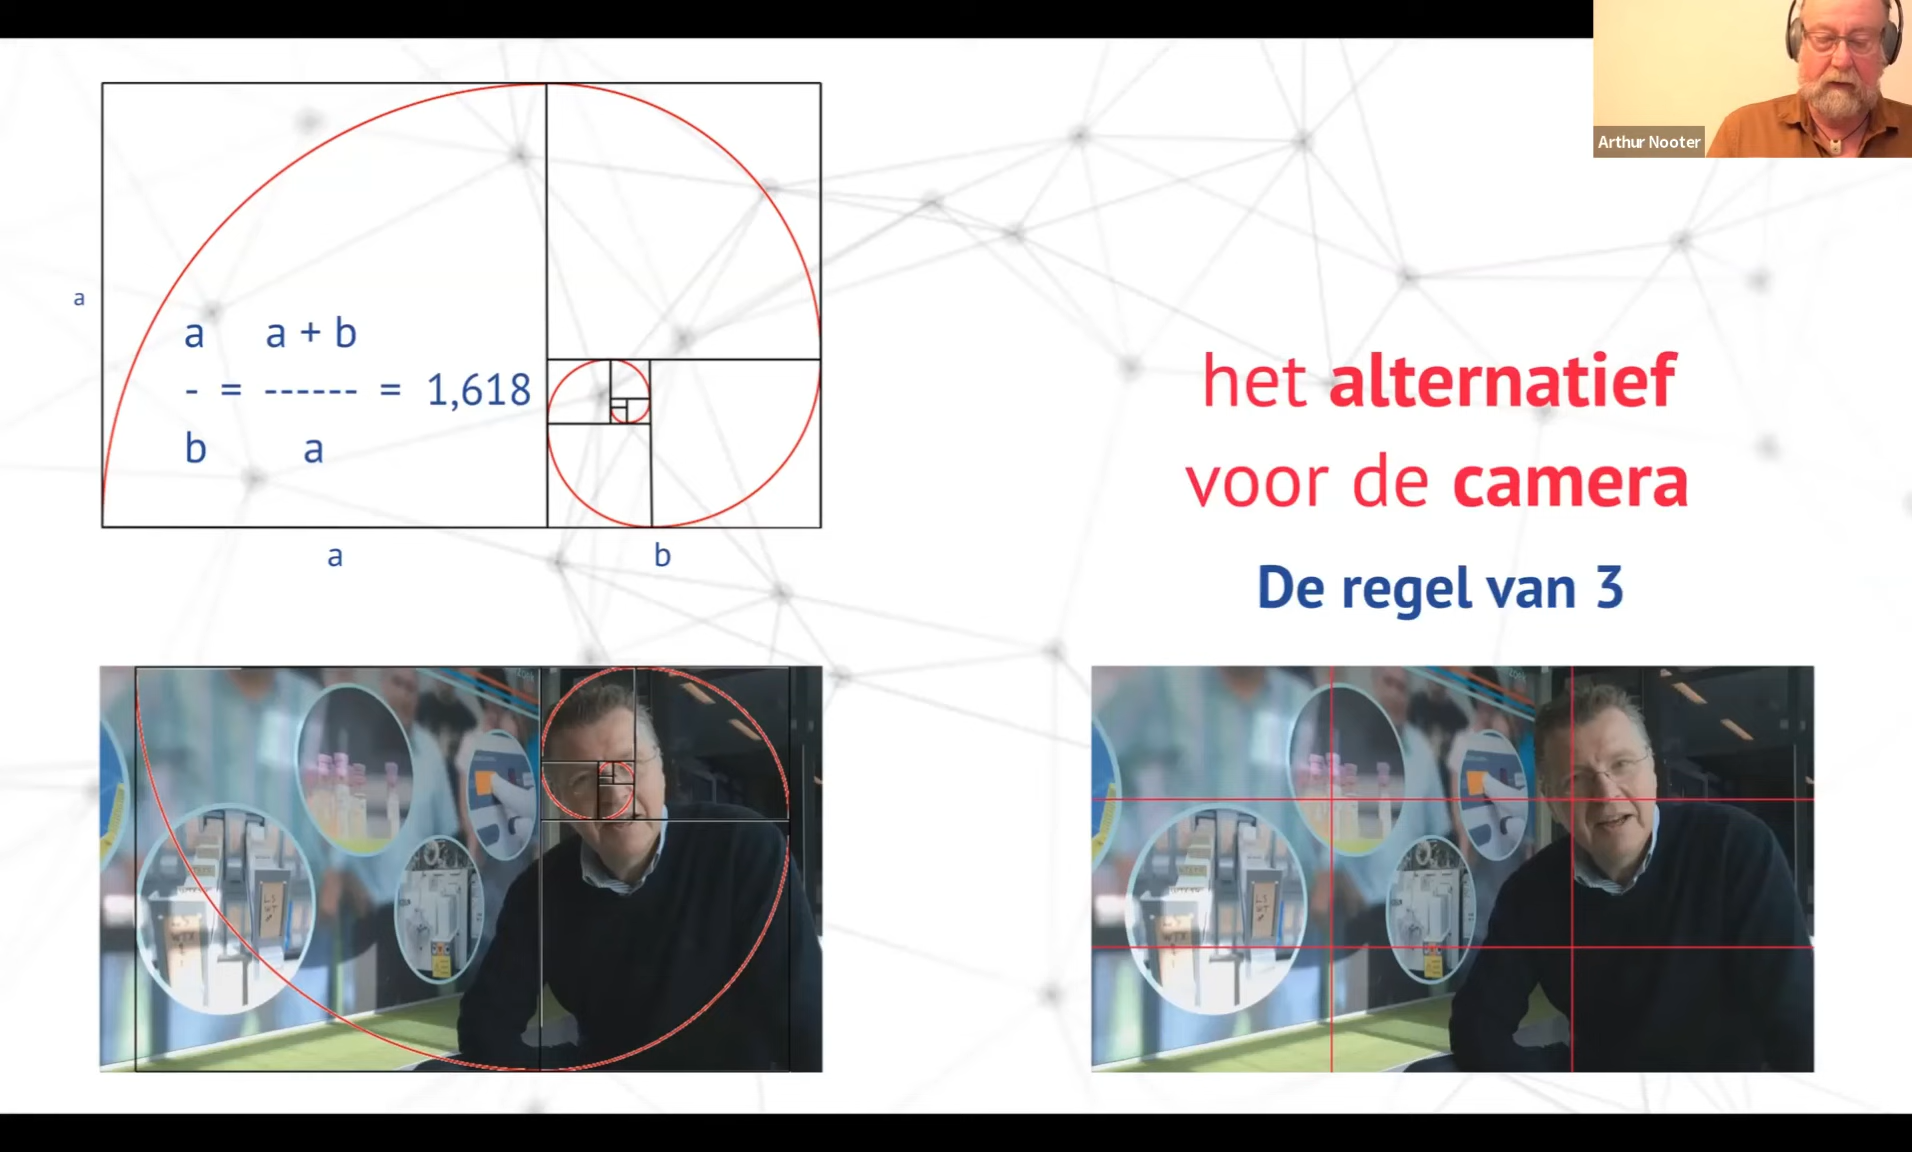 Arthur Nooter
a
a   a + b
- = ------ = 1,618
b   a
a
b
het alternatief
voor de camera
De regel van 3